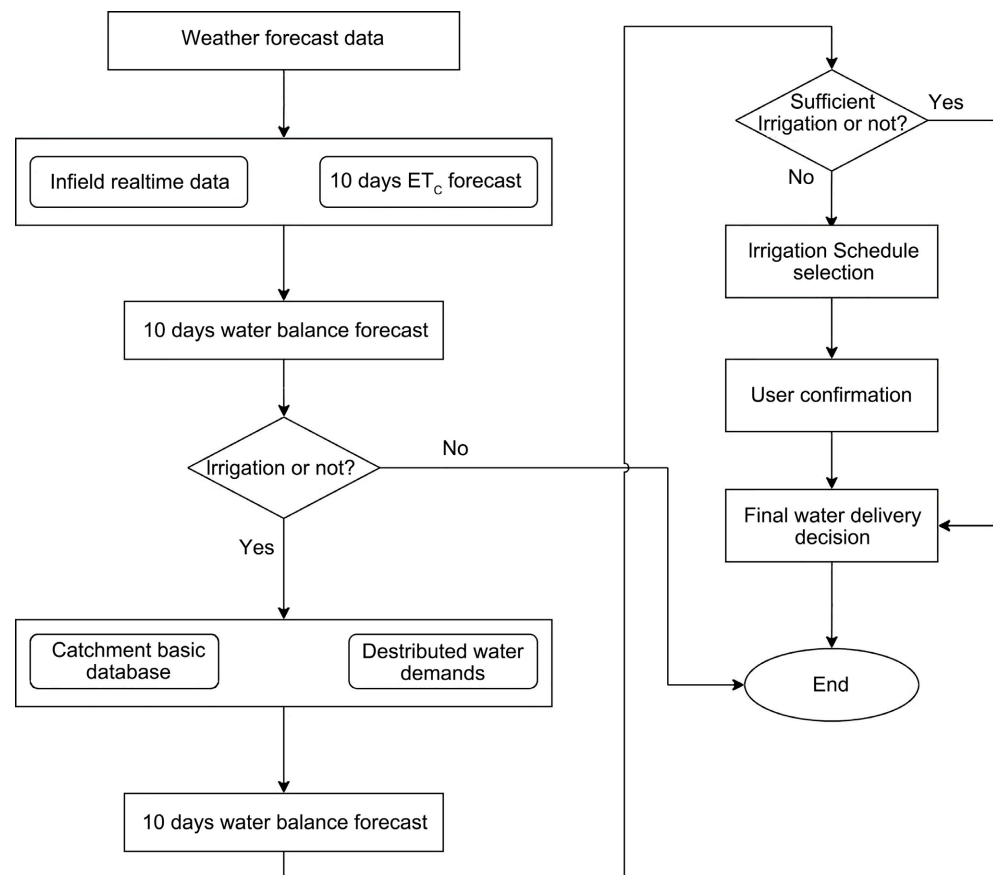 Weather forecast data
Infield realtime data
10 days ETC forecast
10 days water balance forecast
Irrigation or not?
No
Yes
Catchment basic
database
Destributed water
demands
10 days water balance forecast
Sufficient
Irrigation or not?
Yes
No
Irrigation Schedule
selection
User confirmation
Final water delivery
decision
End